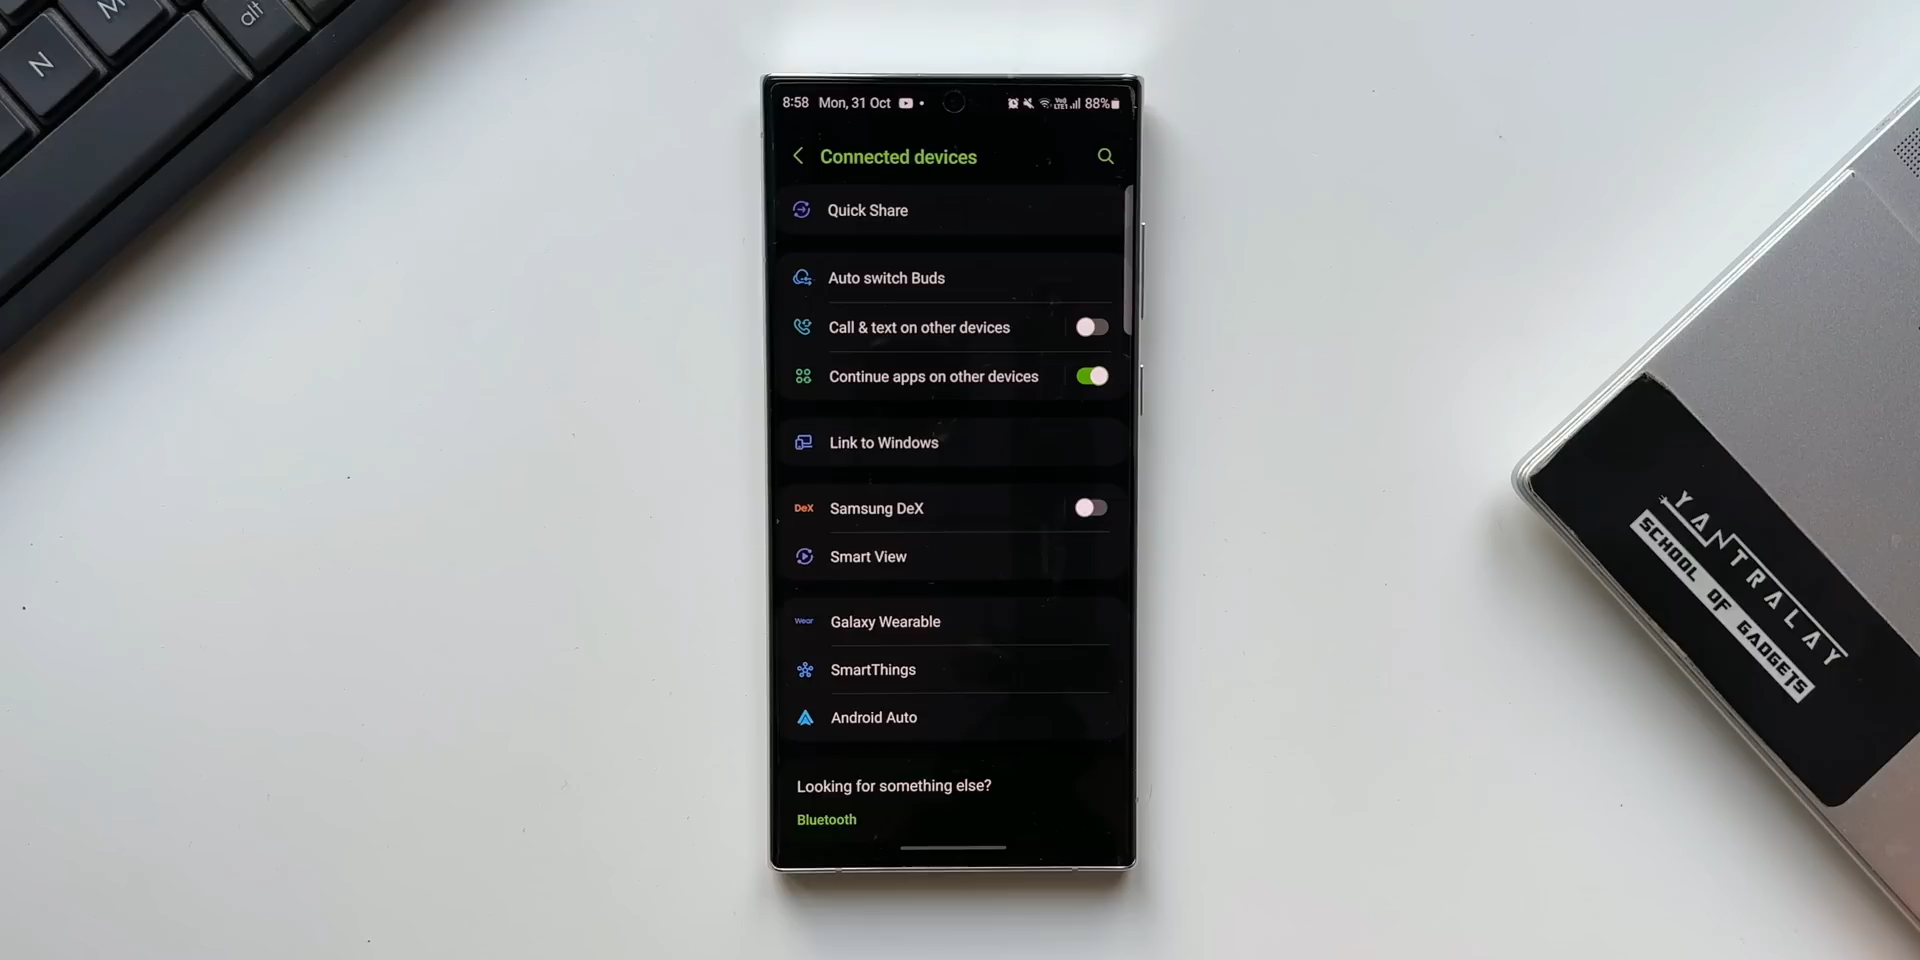 N
M
alt
8:58 Mon, 31 Oct
Vo)) LTE1 88%
Connected devices
Quick Share
Auto switch Buds
Call & text on other devices
Continue apps on other devices
Link to Windows
DeX Samsung DeX
Smart View
Wear Galaxy Wearable
SmartThings
Android Auto
Looking for something else?
Bluetooth
YANTRALAY
SCHOOL OF GADGETS